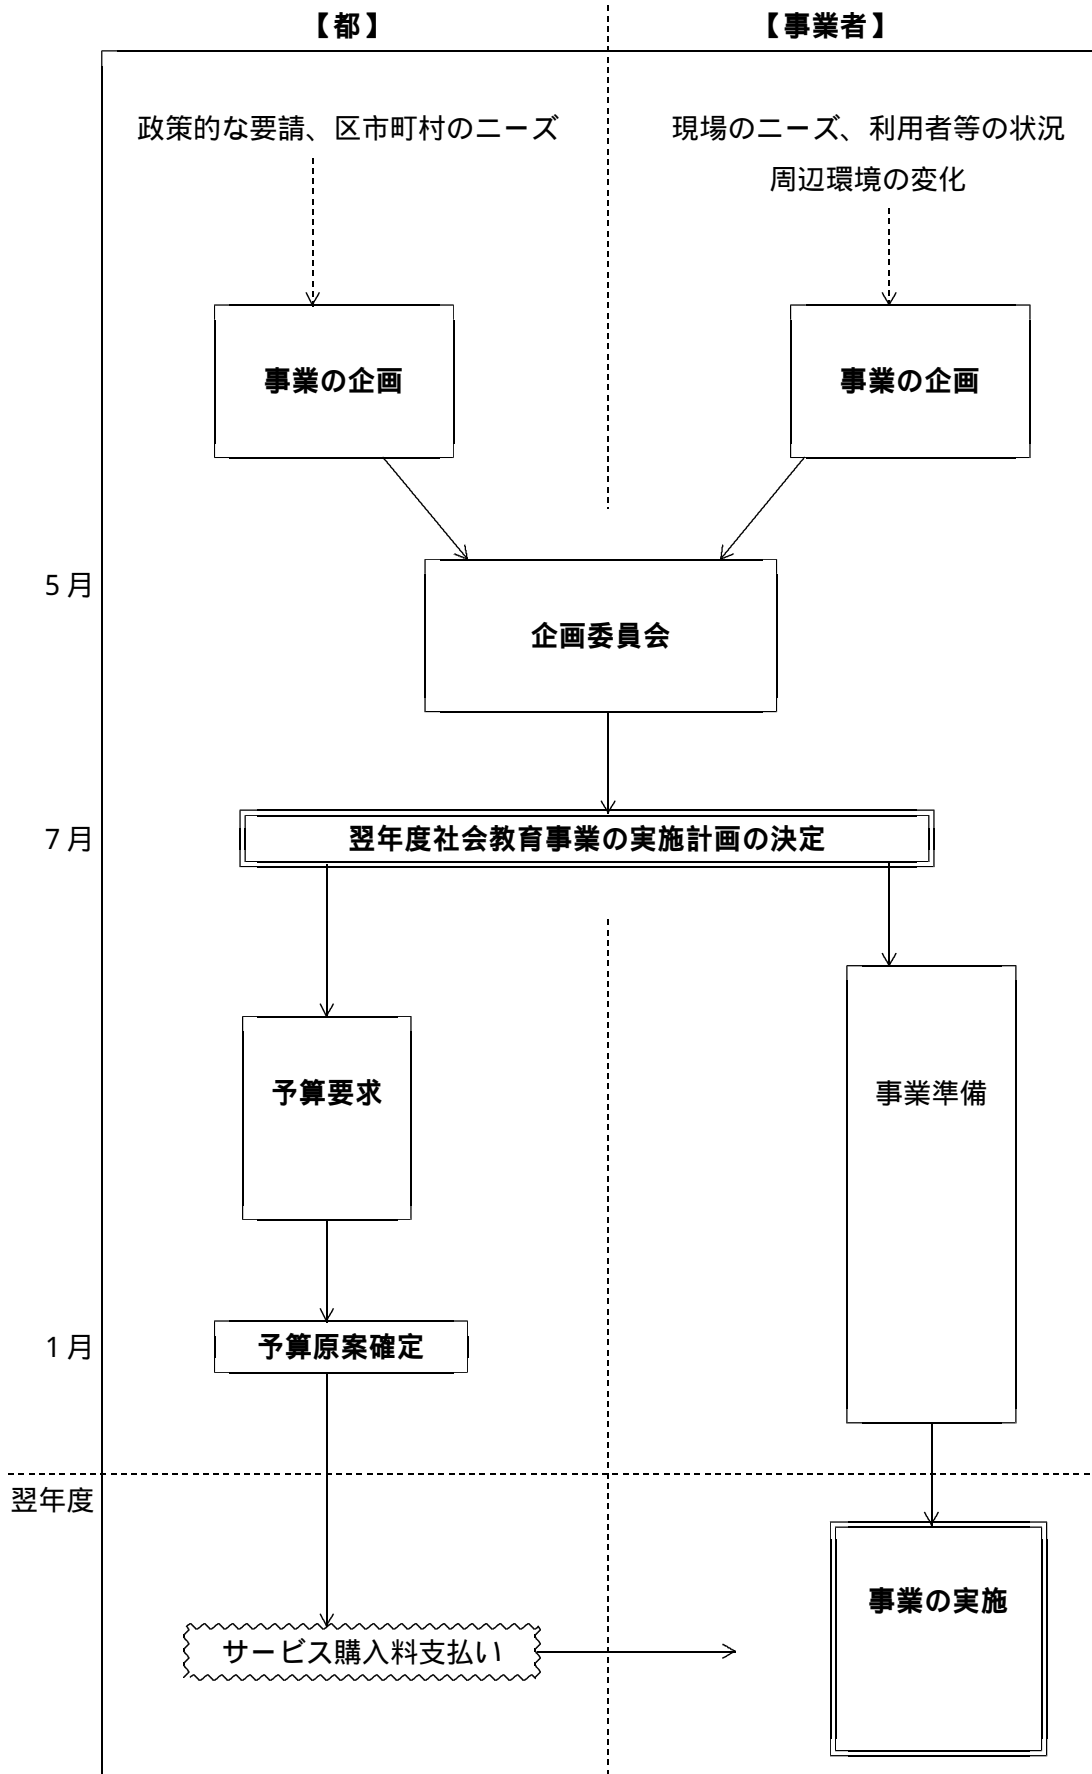 【都】
【事業者】
政策的な要請、区市町村のニーズ
現場のニーズ、利用者等の状況
周辺環境の変化
事業の企画
事業の企画
5月
企画委員会
7月
翌年度社会教育事業の実施計画の決定
予算要求
事業準備
1月
予算原案確定
翌年度
事業の実施
サービス購入料支払い